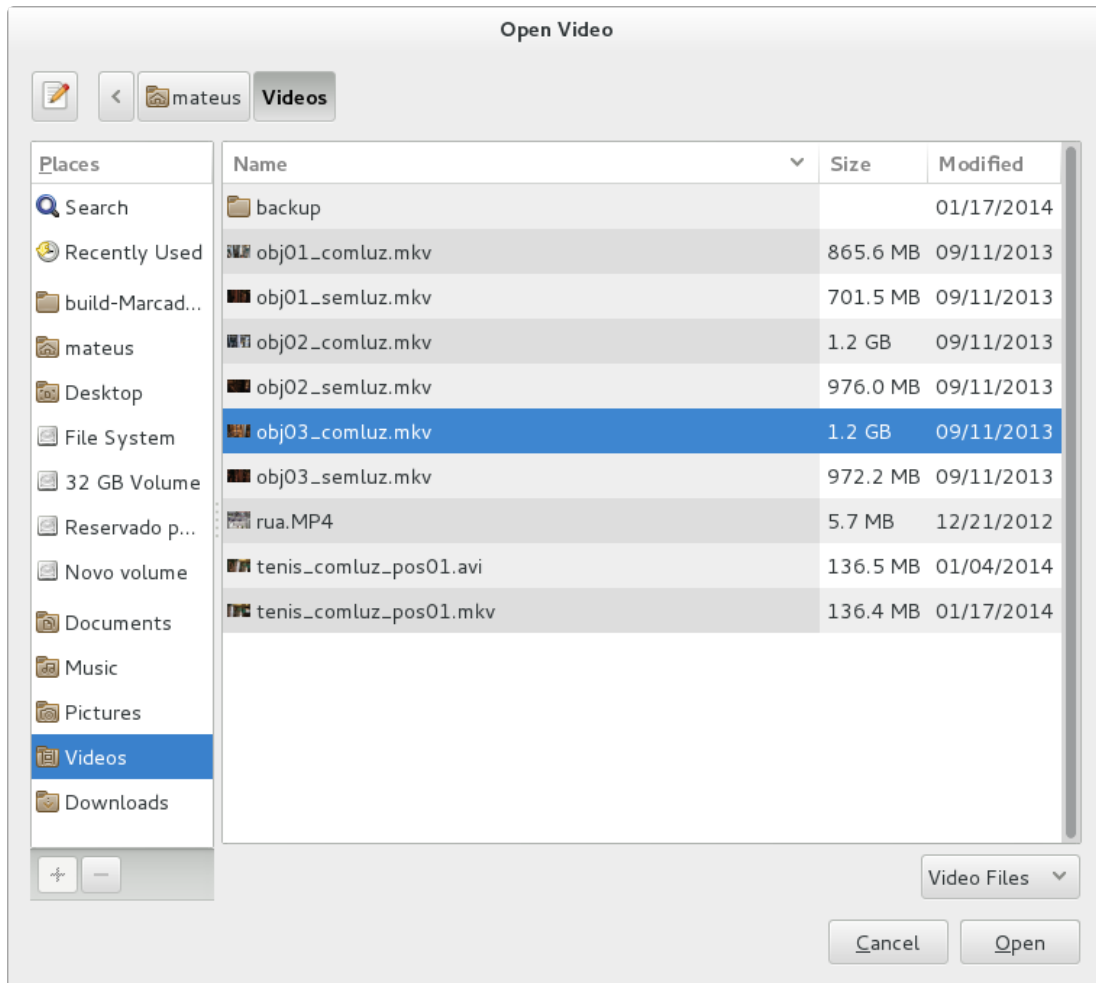 Open Video
mateus Videos
Places
Search
Recently Used
build-Marcad...
mateus
Desktop
File System
32 GB Volume
Reservado p...
Novo volume
Documents
Music
Pictures
Videos
Downloads
Name Size Modified
backup 01/17/2014
obj01_comluz.mkv 865.6 MB 09/11/2013
obj01_semluz.mkv 701.5 MB 09/11/2013
obj02_comluz.mkv 1.2 GB 09/11/2013
obj02_semluz.mkv 976.0 MB 09/11/2013
obj03_comluz.mkv 1.2 GB 09/11/2013
obj03_semluz.mkv 972.2 MB 09/11/2013
rua.MP4 5.7 MB 12/21/2012
tenis_comluz_pos01.avi 136.5 MB 01/04/2014
tenis_comluz_pos01.mkv 136.4 MB 01/17/2014
Video Files
Cancel Open